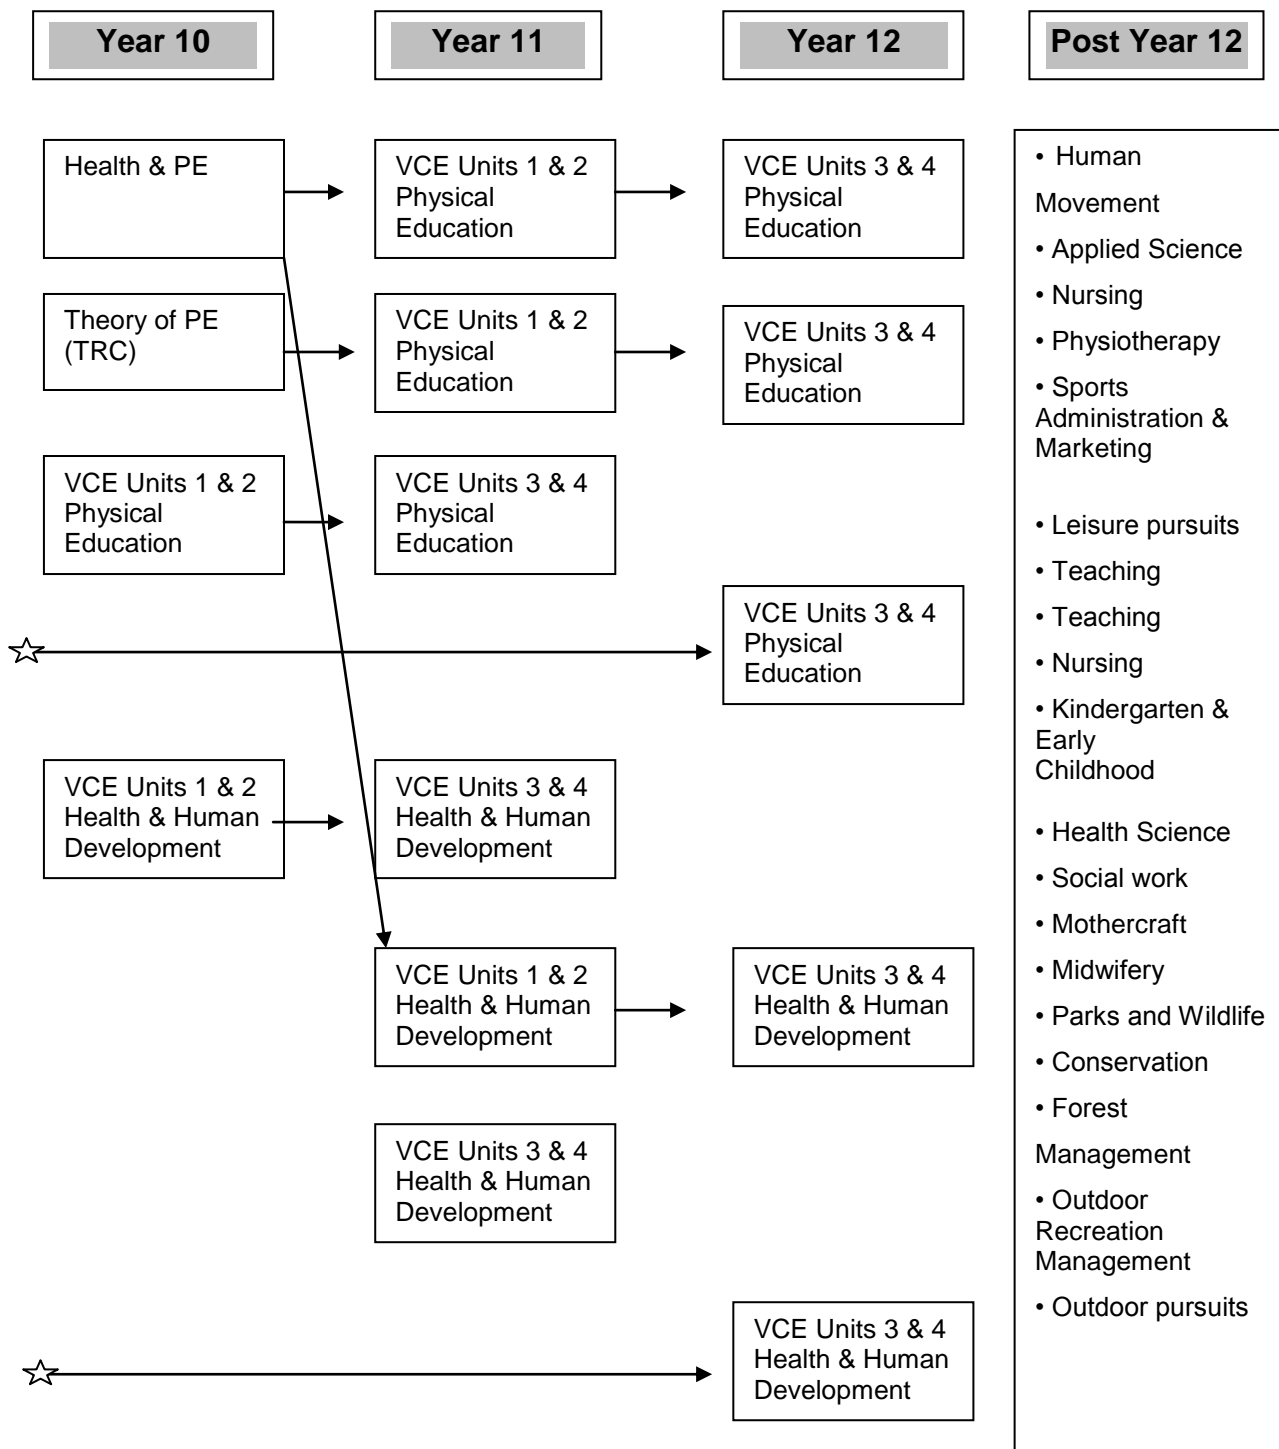 Year 10
Year 11
Year 12
Post Year 12
Health & PE
VCE Units 1 & 2
Physical
Education
VCE Units 3 & 4
Physical
Education
Theory of PE
(TRC)
VCE Units 1 & 2
Physical
Education
VCE Units 3 & 4
Physical
Education
VCE Units 1 & 2
Physical
Education
VCE Units 3 & 4
Physical
Education
VCE Units 3 & 4
Physical
Education
VCE Units 1 & 2
Health & Human
Development
VCE Units 3 & 4
Health & Human
Development
VCE Units 1 & 2
Health & Human
Development
VCE Units 3 & 4
Health & Human
Development
VCE Units 3 & 4
Health & Human
Development
VCE Units 3 & 4
Health & Human
Development
• Human
Movement
• Applied Science
• Nursing
• Physiotherapy
• Sports
Administration &
Marketing
• Leisure pursuits
• Teaching
• Teaching
• Nursing
• Kindergarten &
Early
Childhood
• Health Science
• Social work
• Mothercraft
• Midwifery
• Parks and Wildlife
• Conservation
• Forest
Management
• Outdoor
Recreation
Management
• Outdoor pursuits